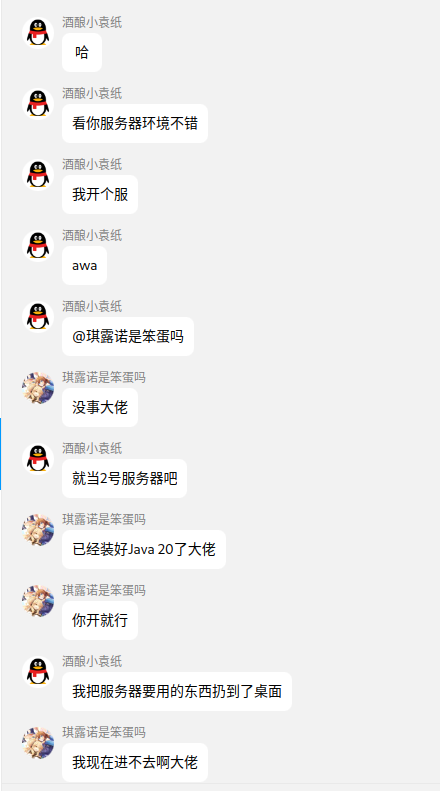 酒酿小袁纸
哈
酒酿小袁纸
看你服务器环境不错
酒酿小袁纸
我开个服
酒酿小袁纸
awa
酒酿小袁纸
@琪露诺是笨蛋吗
琪露诺是笨蛋吗
没事大佬
酒酿小袁纸
就当2号服务器吧
琪露诺是笨蛋吗
已经装好Java 20了大佬
琪露诺是笨蛋吗
你开就行
酒酿小袁纸
我把服务器要用的东西扔到了桌面
琪露诺是笨蛋吗
我现在进不去啊大佬